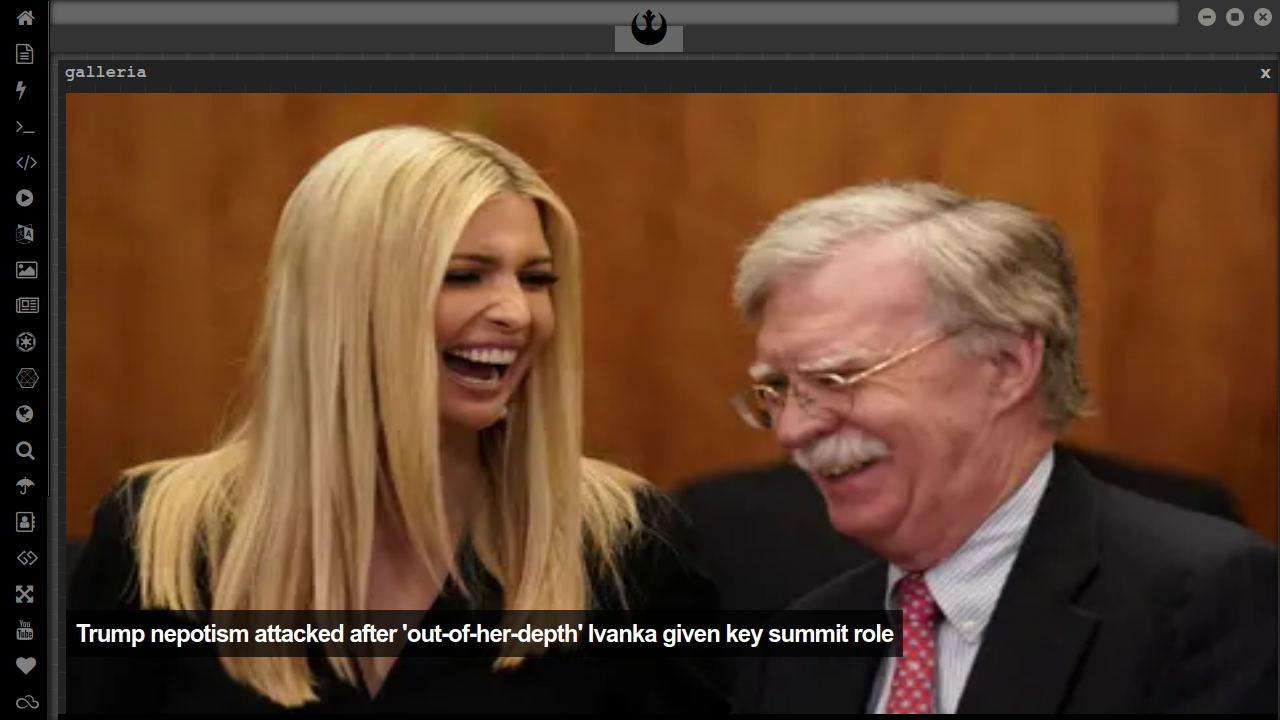 galleria
x
Trump nepotism attacked after 'out-of-her-depth' Ivanka given key summit role